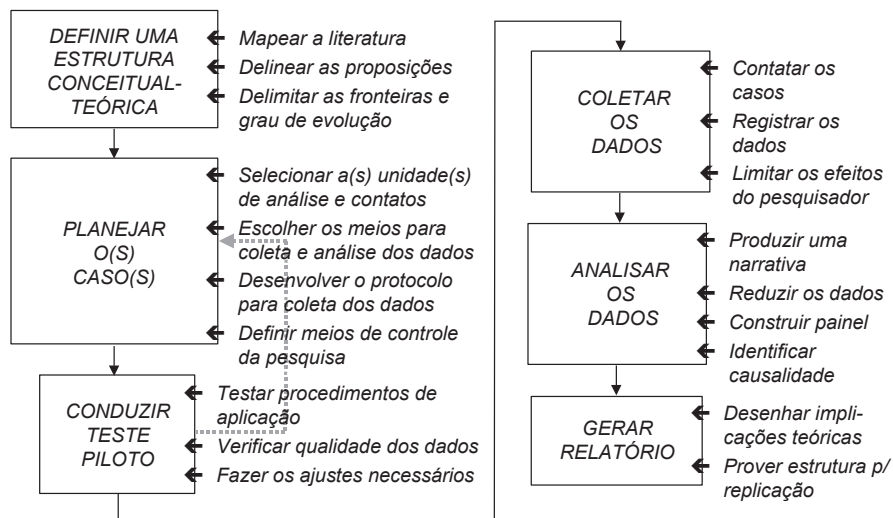 DEFINIR UMA
ESTRUTURA
CONCEITUAL-
TEÓRICA
Mapear a literatura
Delinear as proposições
Delimitar as fronteiras e
grau de evolução
PLANEJAR
O(S)
CASO(S)
Selecionar a(s) unidade(s)
de análise e contatos
Escolher os meios para
coleta e análise dos dados
Desenvolver o protocolo
para coleta dos dados
Definir meios de controle
da pesquisa
CONDUZIR
TESTE
PILOTO
Testar procedimentos de
aplicação
Verificar qualidade dos dados
Fazer os ajustes necessários
COLETAR
OS
DADOS
Contatar os
casos
Registrar os
dados
Limitar os efeitos
do pesquisador
ANALISAR
OS
DADOS
Produzir uma
narrativa
Reduzir os dados
Construir painel
Identificar
causalidade
GERAR
RELATÓRIO
Desenhar impli-
cações teóricas
Prover estrutura p/
replicação